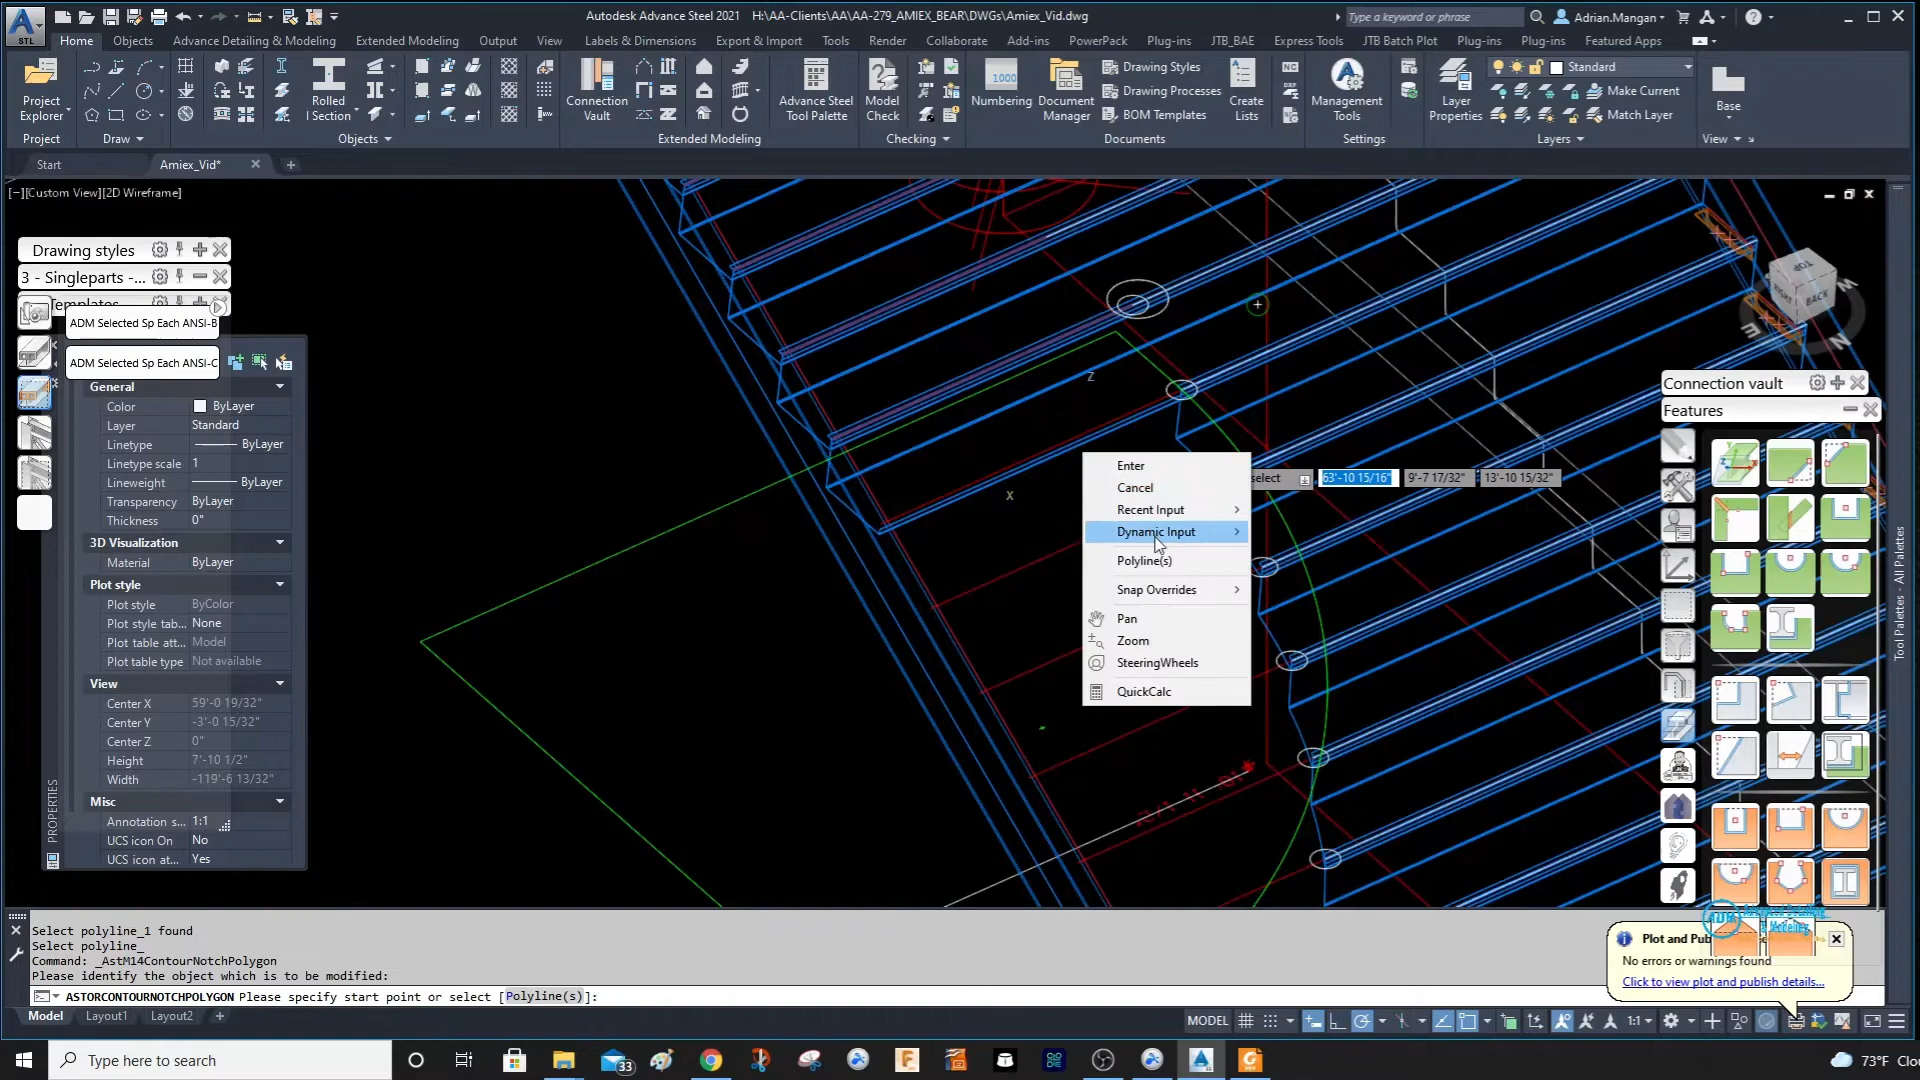 STL
Autodesk Advance Steel 2021 H:\AA-Clients\AA\AA-279_AMIEX_BEAR\DWGs\Amiex_Vid.dwg
Type a keyword or phrase
Adrian.Mangan
Home Objects Advance Detailing & Modeling Extended Modeling Output View Labels & Dimensions Export & Import Tools Render Collaborate Add-ins PowerPack Plug-ins JTB_BAE Express Tools JTB Batch Plot Plug-ins Plug-ins Featured Apps
Project Explorer
Rolled I Section
Connection Vault
Advance Steel Tool Palette
Model Check
1000
Numbering
Document Manager
Drawing Styles
Drawing Processes
BOM Templates
Create Lists
NC
Management Tools
Layer Properties
Standard
Make Current
Match Layer
Base
Project Draw Objects Extended Modeling Checking Documents Settings Layers View
Start Amiex_Vid*
[−][Custom View][2D Wireframe]
Drawing styles
3 - Singleparts -...
Templates
ADM Selected Sp Each ANSI-B
ADM Selected Sp Each ANSI-C
General
Color ByLayer
Layer Standard
Linetype ByLayer
Linetype scale 1
Lineweight ByLayer
Transparency ByLayer
Thickness 0"
3D Visualization
Material ByLayer
Plot style
Plot style ByColor
Plot style tab... None
Plot table att... Model
Plot table type Not available
View
Center X 59'-0 19/32"
Center Y -3'-0 15/32"
Center Z 0"
Height 7'-10 1/2"
Width -119'-6 13/32"
Misc
Annotation s... 1:1
UCS icon On No
UCS icon at... Yes
PROPERTIES
Z
X
Enter
Cancel
Recent Input
Dynamic Input
Polyline(s)
Snap Overrides
Pan
Zoom
SteeringWheels
QuickCalc
select 63'-10 15/16" 9'-7 17/32" 13'-10 15/32"
TOP
RIGHT
BACK
W
N
Connection vault
Features
Tool Palettes - All Palettes
Select polyline_1 found
Select polyline_
Command: _AstM14ContourNotchPolygon
Please identify the object which is to be modified:
ASTORCONTOURNOTCHPOLYGON Please specify start point or select [Polyline(s)]:
ADM
Plot and Pub
No errors or warnings found
Click to view plot and publish details...
Model Layout1 Layout2
MODEL
1:1
Type here to search
33
73°F Clo